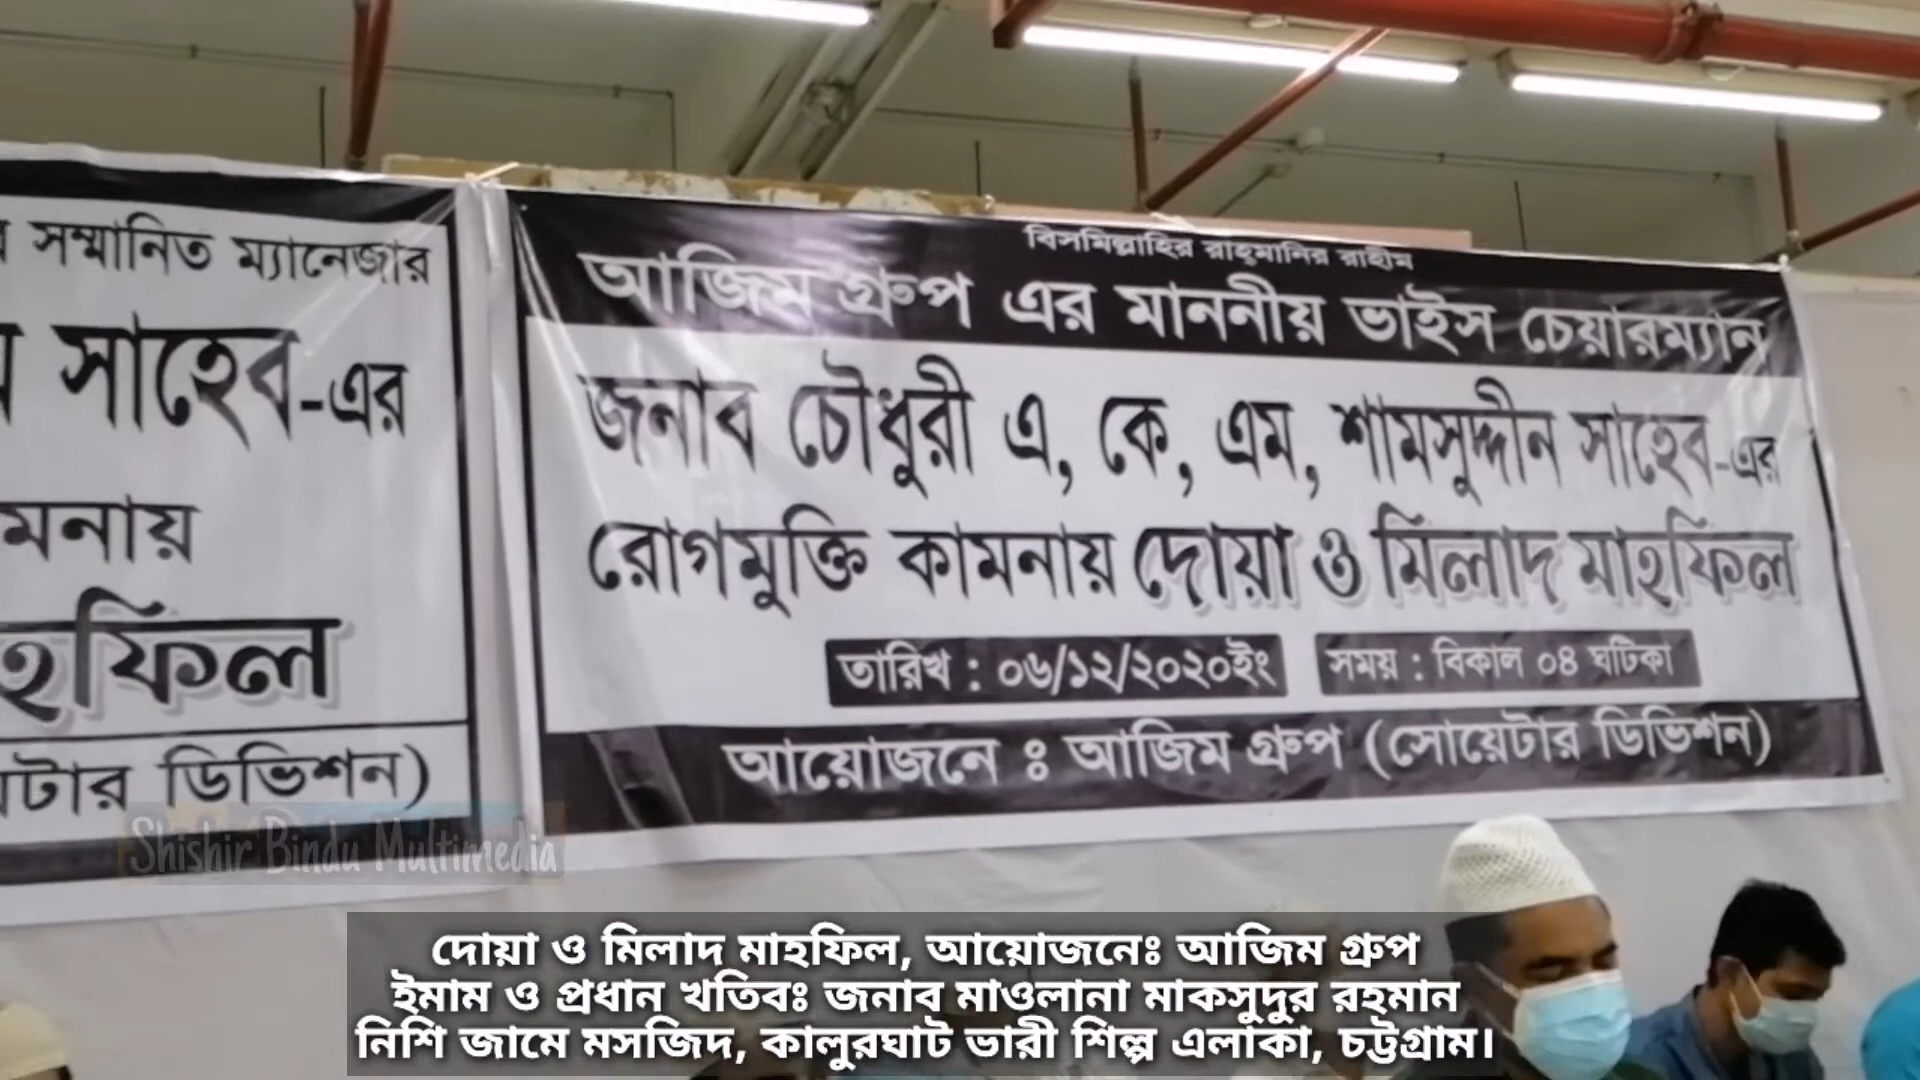 সম্মানিত ম্যানেজার
সাহেব-এর
মনায়
হফিল
টার ডিভিশন)
বিসমিল্লাহির রাহমানির রাহীম
আজিম গ্রুপ এর মাননীয় ভাইস চেয়ারম্যান
জনাব চৌধুরী এ, কে, এম, শামসুদ্দীন সাহেব-এর
রোগমুক্তি কামনায় দোয়া ও মিলাদ মাহফিল
তারিখ : ০৬/১২/২০২০ইং
সময় : বিকাল ০৪ ঘটিকা
আয়োজনে ঃ আজিম গ্রুপ (সোয়েটার ডিভিশন)
Shishir Bindu Multimedia
দোয়া ও মিলাদ মাহফিল, আয়োজনেঃ আজিম গ্রুপ
ইমাম ও প্রধান খতিবঃ জনাব মাওলানা মাকসুদুর রহমান
নিশি জামে মসজিদ, কালুরঘাট ভারী শিল্প এলাকা, চট্টগ্রাম।